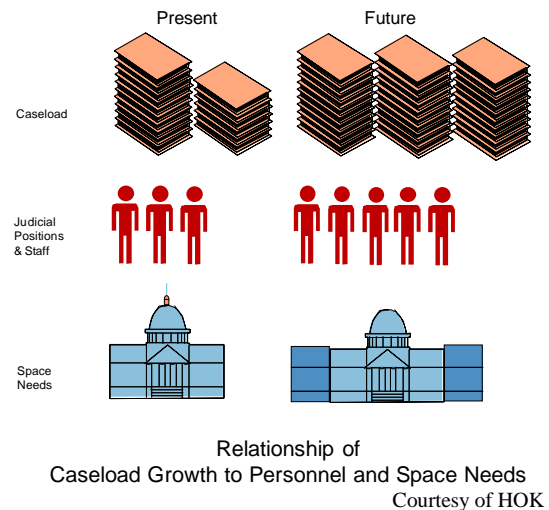 Present Future
Caseload
Judicial
Positions
& Staff
Space
Needs
Relationship of
Caseload Growth to Personnel and Space Needs
Courtesy of HOK